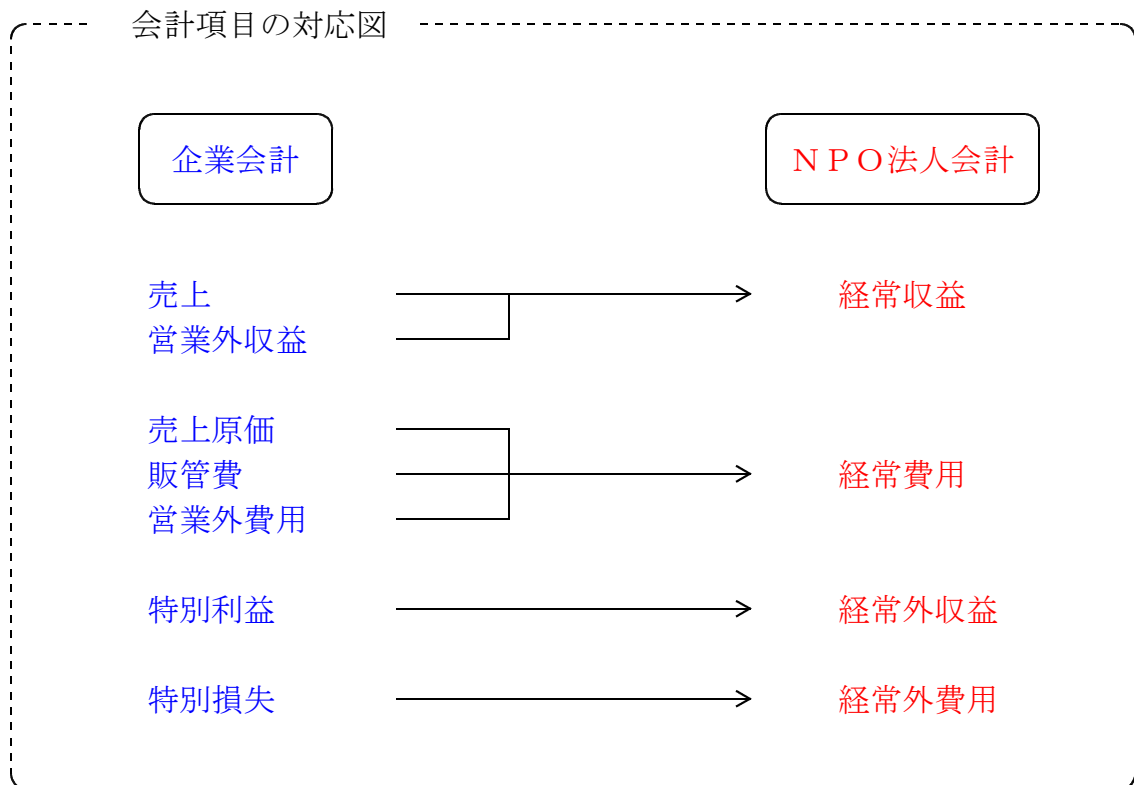 会計項目の対応図
企業会計
ＮＰＯ法人会計
売上
経常収益
営業外収益
売上原価
販管費
経常費用
営業外費用
特別利益
経常外収益
特別損失
経常外費用